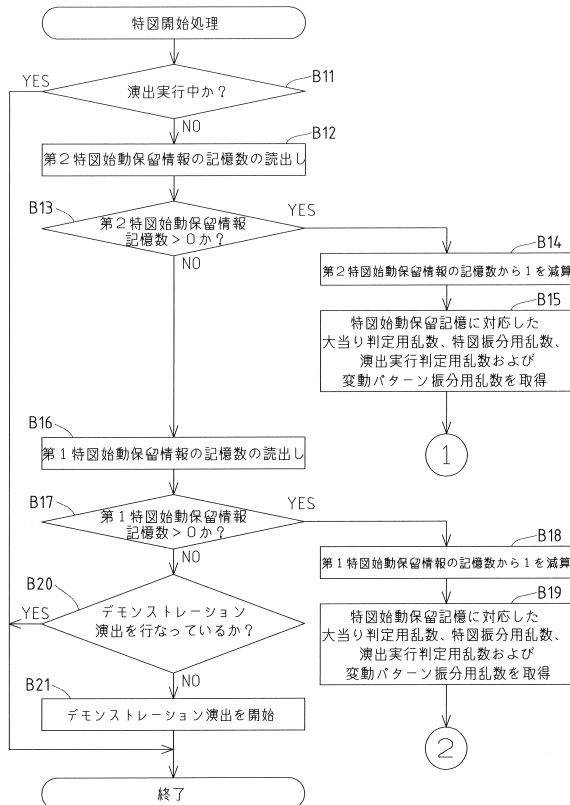 特図開始処理
B11
演出実行中か?
YES
NO
B12
第2特図始動保留情報の記憶数の読出し
B13
第2特図始動保留情報
記憶数>0か?
YES
NO
B14
第2特図始動保留情報の記憶数から1を減算
B15
特図始動保留記憶に対応した
大当り判定用乱数、特図振分用乱数、
演出実行判定用乱数および
変動パターン振分用乱数を取得
1
B16
第1特図始動保留情報の記憶数の読出し
B17
第1特図始動保留情報
記憶数>0か?
YES
NO
B18
第1特図始動保留情報の記憶数から1を減算
B19
特図始動保留記憶に対応した
大当り判定用乱数、特図振分用乱数、
演出実行判定用乱数および
変動パターン振分用乱数を取得
2
B20
デモンストレーション
演出を行なっているか?
YES
NO
B21
デモンストレーション演出を開始
終了